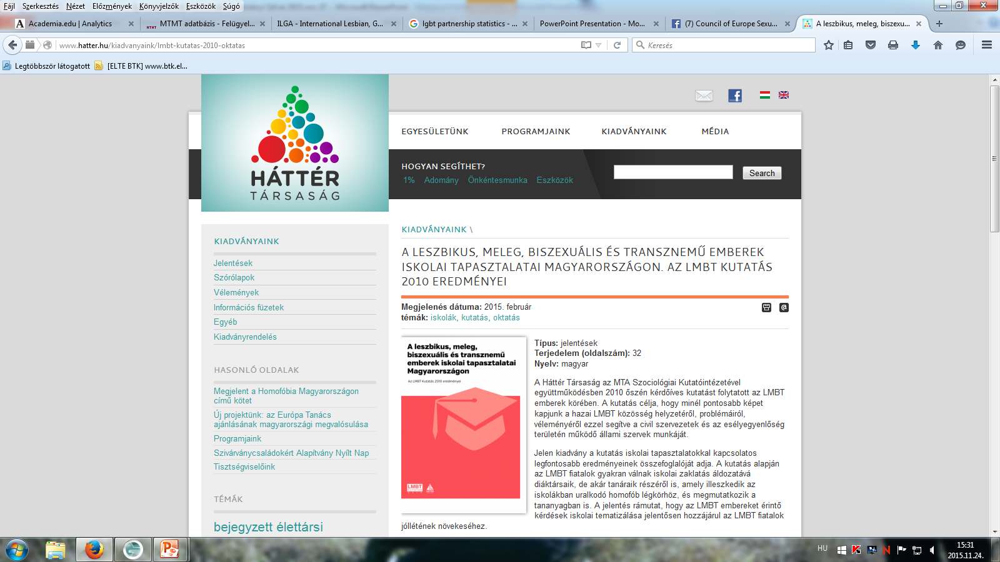 Fájl Szerkesztés Nézet Előzmények Könyvjelzők Eszközök Súgó
Academia.edu | Analytics
MTMT adatbázis - Felügyel...
ILGA - International Lesbian, G...
lgbt partnership statistics - ...
PowerPoint Presentation - Mo...
(7) Council of Europe Sexu...
A leszbikus, meleg, biszexu...
www.hatter.hu/kiadvanyaink/lmbt-kutatas-2010-oktatas
Keresés
Legtöbbször látogatott [ELTE BTK] www.btk.el...
HÁTTÉR
TÁRSASÁG
EGYESÜLETÜNK PROGRAMJAINK KIADVÁNYAINK MÉDIA
HOGYAN SEGÍTHET?
1% Adomány Önkéntesmunka Eszközök
Search
KIADVÁNYAINK
Jelentések
Szórólapok
Vélemények
Információs füzetek
Egyéb
Kiadványrendelés
HASONLÓ OLDALAK
Megjelent a Homofóbia Magyarországon
című kötet
Új projektünk: az Európa Tanács
ajánlásának magyarországi megvalósulása
Programjaink
Szivárványcsaládokért Alapítvány Nyílt Nap
Tisztségviselőink
TÉMÁK
bejegyzett élettársi
KIADVÁNYAINK \
A LESZBIKUS, MELEG, BISZEXUÁLIS ÉS TRANSZNEMŰ EMBEREK
ISKOLAI TAPASZTALATAI MAGYARORSZÁGON. AZ LMBT KUTATÁS
2010 EREDMÉNYEI
Megjelenés dátuma: 2015. február
témák: iskolák, kutatás, oktatás
A leszbikus, meleg,
biszexuális és transznemű
emberek iskolai tapasztalatai
Magyarországon
Az LMBT Kutatás 2010 eredményei
LMBT
Típus: jelentések
Terjedelem (oldalszám): 32
Nyelv: magyar
A Háttér Társaság az MTA Szociológiai Kutatóintézetével
együttműködésben 2010 őszén kérdőíves kutatást folytatott az LMBT
emberek körében. A kutatás célja, hogy minél pontosabb képet
kapjunk a hazai LMBT közösség helyzetéről, problémáiról,
véleményéről ezzel segítve a civil szervezetek és az esélyegyenlőség
területén működő állami szervek munkáját.
Jelen kiadvány a kutatás iskolai tapasztalatokkal kapcsolatos
legfontosabb eredményeinek összefoglalóját adja. A kutatás alapján
az LMBT fiatalok gyakran válnak iskolai zaklatás áldozatává
diáktársaik, de akár tanáraik részéről is, amely illeszkedik az
iskolákban uralkodó homofób légkörhöz, és megmutatkozik a
tananyagban is. A jelentés rámutat, hogy az LMBT embereket érintő
kérdések iskolai tematizálása jelentősen hozzájárul az LMBT fiatalok
jóllétének növekeséhez.
HU
15:31
2015.11.24.